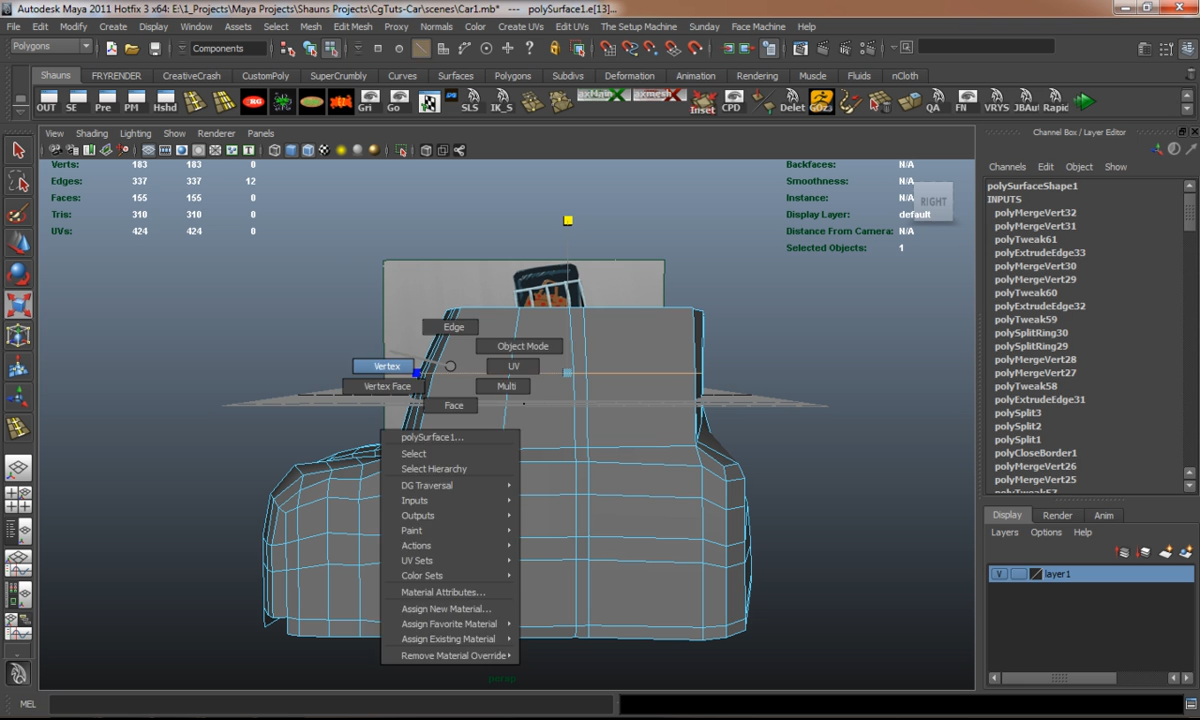 Autodesk Maya 2011 Hotfix 3 x64: E:\1_Projects\Maya Projects\Shauns Projects\CgTuts-Car\scenes\Car1.mb* --- polySurface1.e[13]...
File Edit Modify Create Display Window Assets Select Mesh Edit Mesh Proxy Normals Color Create UVs Edit UVs The Setup Machine Sunday Face Machine Help
Polygons Components
Shauns FRYRENDER CreativeCrash CustomPoly SuperCrumbly Curves Surfaces Polygons Subdivs Deformation Animation Rendering Muscle Fluids nCloth
OUT SE Pre PM Hshd Gri Go SLS IK_S Inset CPD Delet GOz3 QA FN VRYS JBAut Rapic
View Shading Lighting Show Renderer Panels
Verts: 183 183 0
Edges: 337 337 12
Faces: 155 155 0
Tris: 310 310 0
UVs: 424 424 0
Backfaces: N/A
Smoothness: N/A
Instance: N/A
Display Layer: default
Distance From Camera: N/A
Selected Objects: 1
RIGHT
Edge
Object Mode
Vertex
UV
Vertex Face
Multi
Face
polySurface1...
Select
Select Hierarchy
DG Traversal
Inputs
Outputs
Paint
Actions
UV Sets
Color Sets
Material Attributes...
Assign New Material...
Assign Favorite Material
Assign Existing Material
Remove Material Override
persp
Channel Box / Layer Editor
Channels Edit Object Show
polySurfaceShape1
INPUTS
polyMergeVert32
polyMergeVert31
polyTweak61
polyExtrudeEdge33
polyMergeVert30
polyMergeVert29
polyTweak60
polyExtrudeEdge32
polyTweak59
polySplitRing30
polySplitRing29
polyMergeVert28
polyMergeVert27
polyTweak58
polyExtrudeEdge31
polySplit3
polySplit2
polySplit1
polyCloseBorder1
polyMergeVert26
polyMergeVert25
polyTweak57
Display Render Anim
Layers Options Help
V layer1
MEL